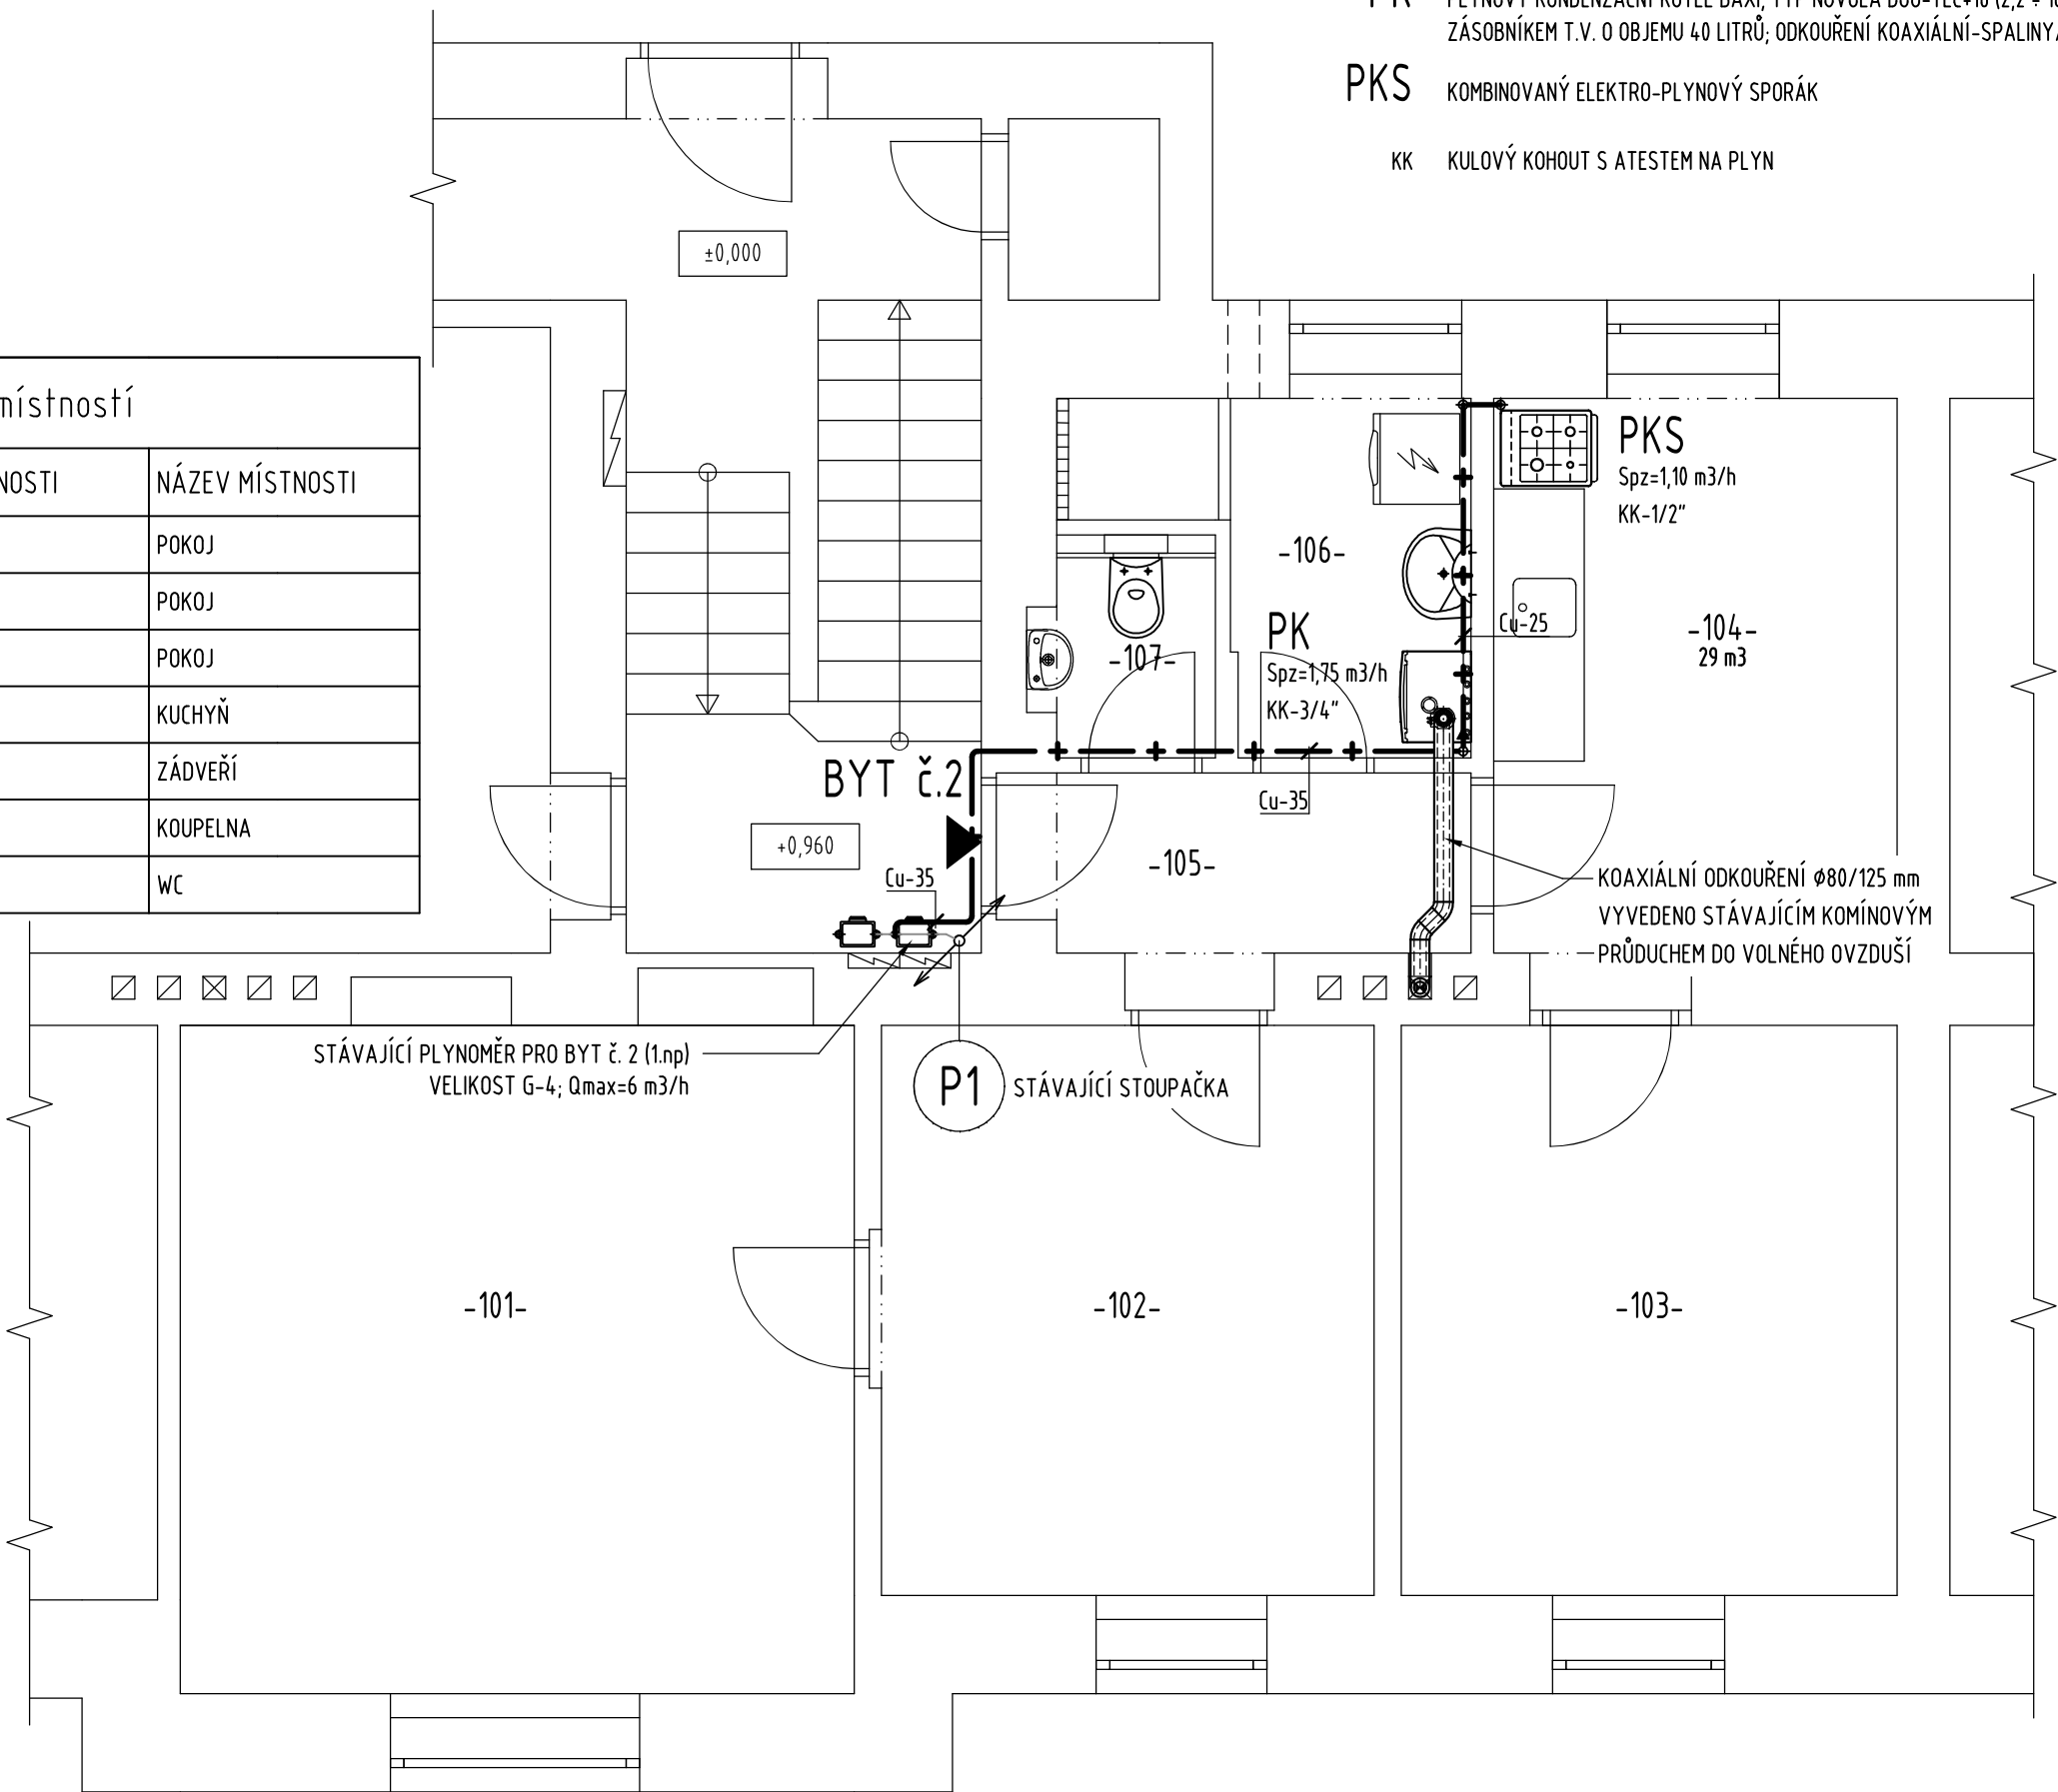 ZÁSOBNÍKEM T.V. O OBJEMU 40 LITRŮ; ODKOUŘENÍ KOAXIÁLNÍ-SPALINY
PKS KOMBINOVANÝ ELEKTRO-PLYNOVÝ SPORÁK
KK KULOVÝ KOHOUT S ATESTEM NA PLYN
±0,000
místností
NOSTI NÁZEV MÍSTNOSTI
POKOJ
POKOJ
POKOJ
KUCHYŇ
ZÁDVEŘÍ
KOUPELNA
WC
PKS
Spz=1,10 m3/h
KK-1/2"
-106-
PK
Spz=1,75 m3/h
KK-3/4"
-107-
Cu-25
-104-
29 m3
BYT č.2
+0,960
Cu-35
Cu-35
-105-
KOAXIÁLNÍ ODKOUŘENÍ ϕ80/125 mm
VYVEDENO STÁVAJÍCÍM KOMÍNOVÝM
PRŮDUCHEM DO VOLNÉHO OVZDUŠÍ
STÁVAJÍCÍ PLYNOMĚR PRO BYT č. 2 (1.np)
VELIKOST G-4; Qmax=6 m3/h
P1 STÁVAJÍCÍ STOUPAČKA
-101-
-102-
-103-